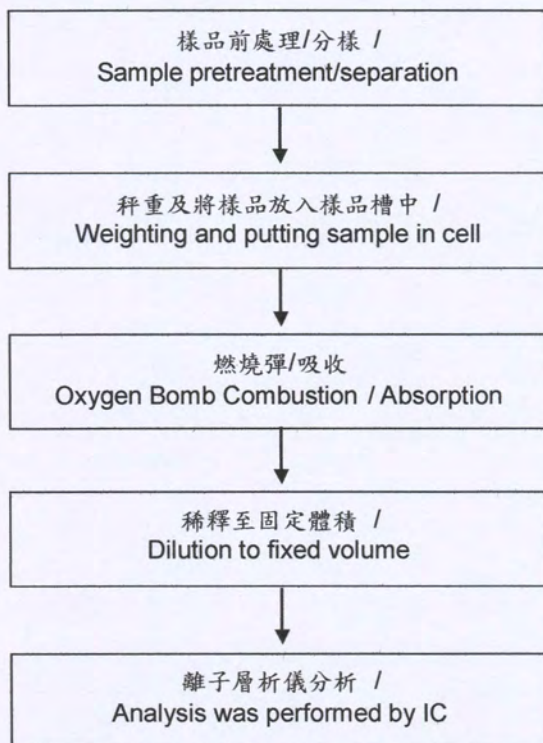 樣品前處理/分樣 /
Sample pretreatment/separation
秤重及將樣品放入樣品槽中 /
Weighting and putting sample in cell
燃燒彈/吸收
Oxygen Bomb Combustion / Absorption
稀釋至固定體積 /
Dilution to fixed volume
離子層析儀分析 /
Analysis was performed by IC